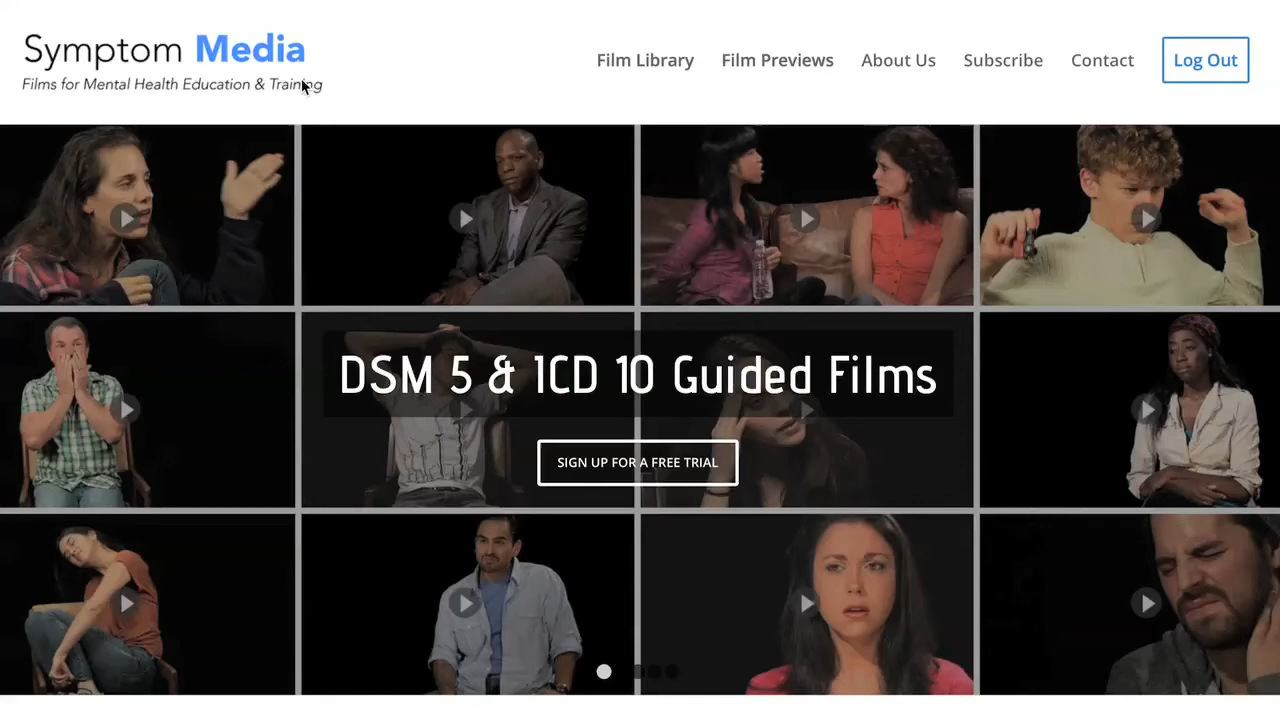 Symptom Media
Films for Mental Health Education & Training
Film Library
Film Previews
About Us
Subscribe
Contact
Log Out
DSM 5 & ICD 10 Guided Films
SIGN UP FOR A FREE TRIAL